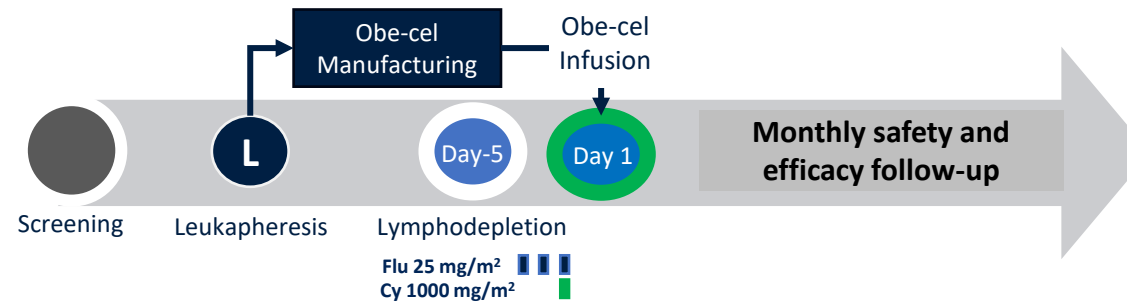 Obe-cel
Manufacturing
Obe-cel
Infusion
L
Day-5
Day 1
Monthly safety and
efficacy follow-up
Screening
Leukapheresis
Lymphodepletion
Flu 25 mg/m²
Cy 1000 mg/m²